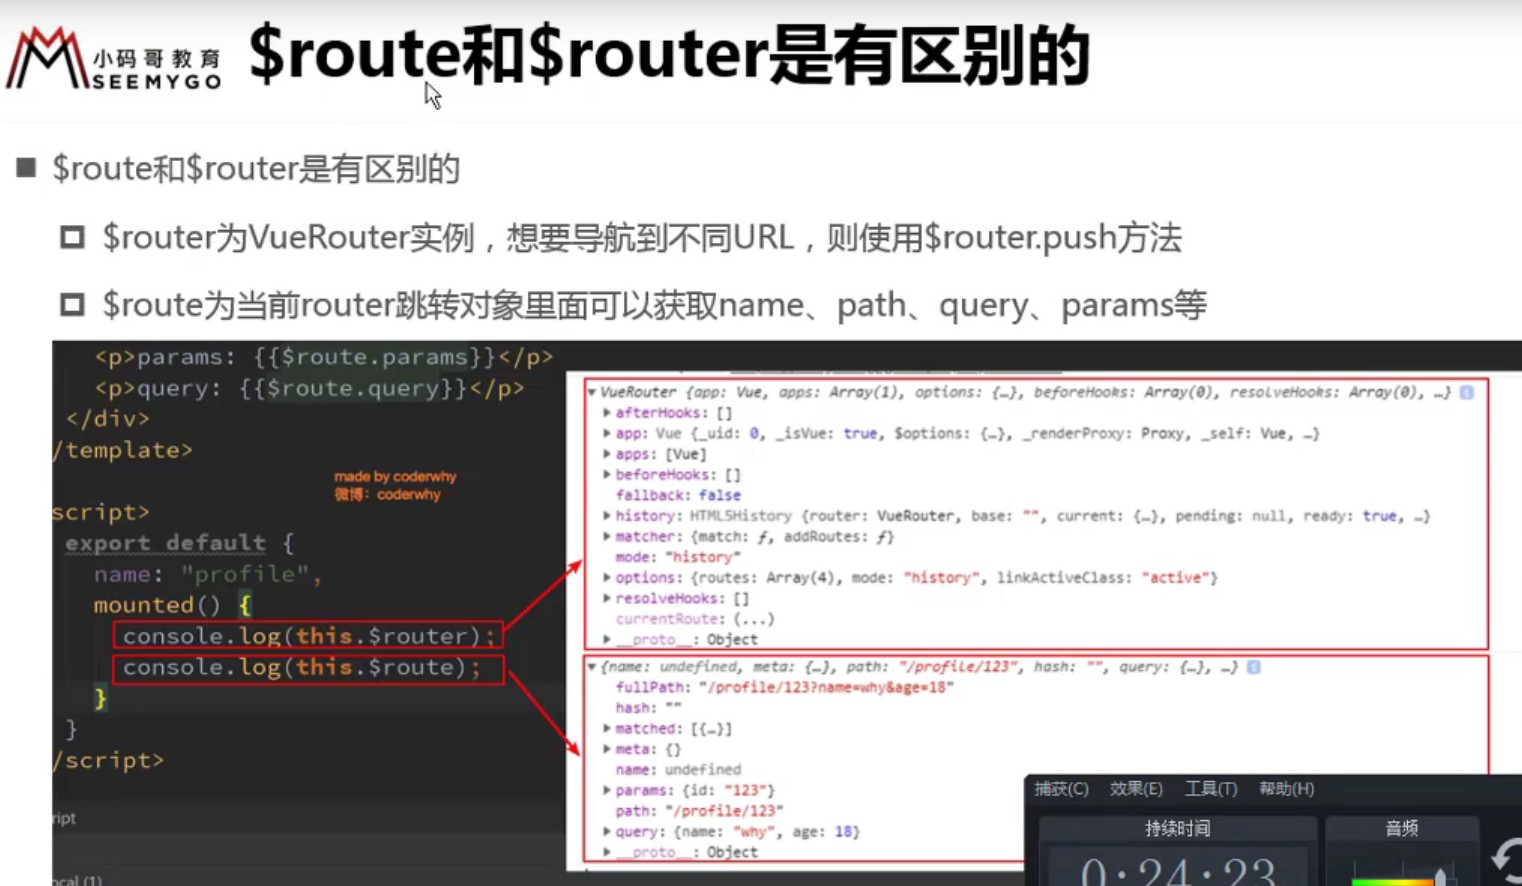 小码哥教育
SEEMYGO
$route和$router是有区别的
$route和$router是有区别的
$router为VueRouter实例，想要导航到不同URL，则使用$router.push方法
$route为当前router跳转对象里面可以获取name、path、query、params等
<p>params: {{$route.params}}</p>
<p>query: {{$route.query}}</p>
</div>
/template>
made by coderwhy
微博：coderwhy
script>
export default {
name: "profile",
mounted() {
console.log(this.$router);
console.log(this.$route);
}
}
/script>
ript
ocal (1)
VueRouter {app: Vue, apps: Array(1), options: {…}, beforeHooks: Array(0), resolveHooks: Array(0), …}
afterHooks: []
app: Vue {_uid: 0, _isVue: true, $options: {…}, _renderProxy: Proxy, _self: Vue, …}
apps: [Vue]
beforeHooks: []
fallback: false
history: HTML5History {router: VueRouter, base: "", current: {…}, pending: null, ready: true, …}
matcher: {match: ƒ, addRoutes: ƒ}
mode: "history"
options: {routes: Array(4), mode: "history", linkActiveClass: "active"}
resolveHooks: []
currentRoute: (...)
__proto__: Object
{name: undefined, meta: {…}, path: "/profile/123", hash: "", query: {…}, …}
fullPath: "/profile/123?name=why&age=18"
hash: ""
matched: [{…}]
meta: {}
name: undefined
params: {id: "123"}
path: "/profile/123"
query: {name: "why", age: 18}
__proto__: Object
捕获(C) 效果(E) 工具(T) 帮助(H)
持续时间 音频
0:24:23